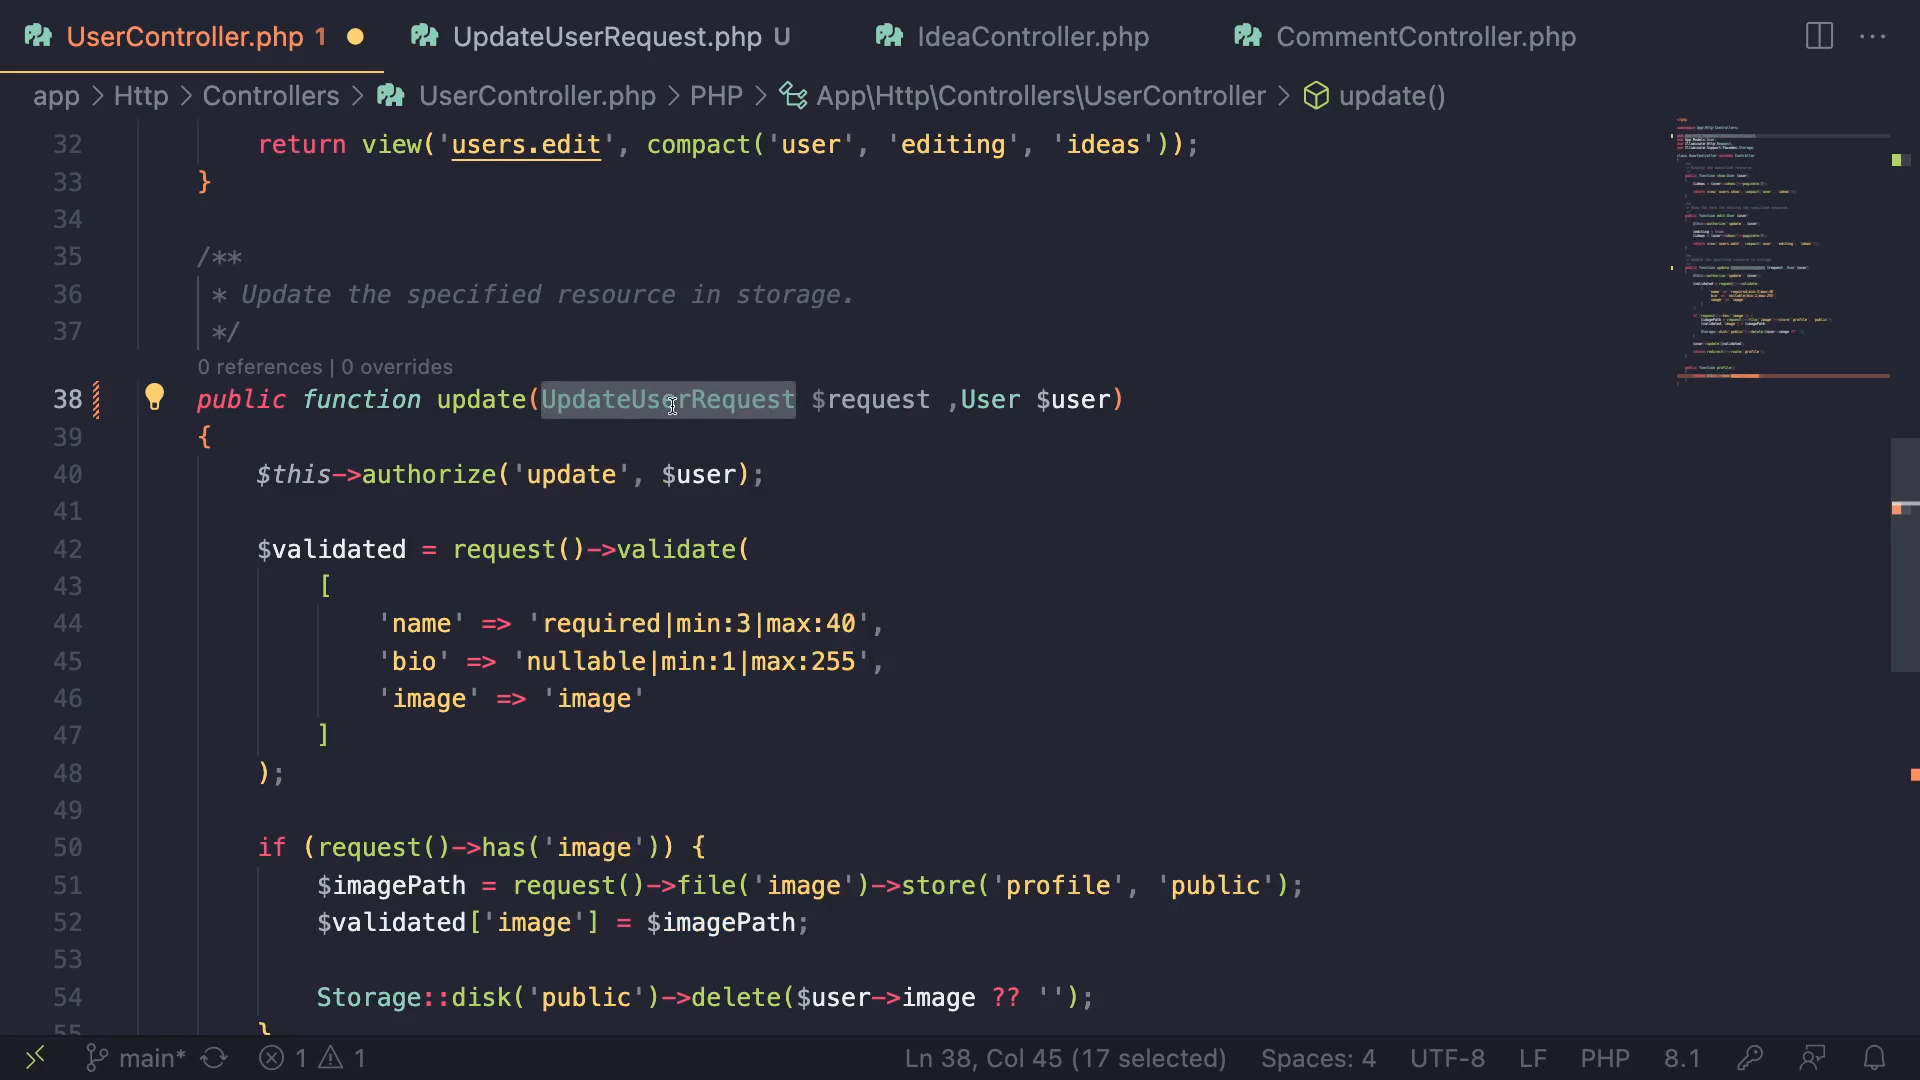 UserController.php 1
UpdateUserRequest.php U
IdeaController.php
CommentController.php
app > Http > Controllers > UserController.php > PHP > App\Http\Controllers\UserController > update()
32 return view('users.edit', compact('user', 'editing', 'ideas'));
33 }
34
35 /**
36 * Update the specified resource in storage.
37 */
0 references | 0 overrides
38 public function update(UpdateUserRequest $request ,User $user)
39 {
40 $this->authorize('update', $user);
41
42 $validated = request()->validate(
43 [
44 'name' => 'required|min:3|max:40',
45 'bio' => 'nullable|min:1|max:255',
46 'image' => 'image'
47 ]
48 );
49
50 if (request()->has('image')) {
51 $imagePath = request()->file('image')->store('profile', 'public');
52 $validated['image'] = $imagePath;
53
54 Storage::disk('public')->delete($user->image ?? '');
55 }
main* 1 1 Ln 38, Col 45 (17 selected) Spaces: 4 UTF-8 LF PHP 8.1